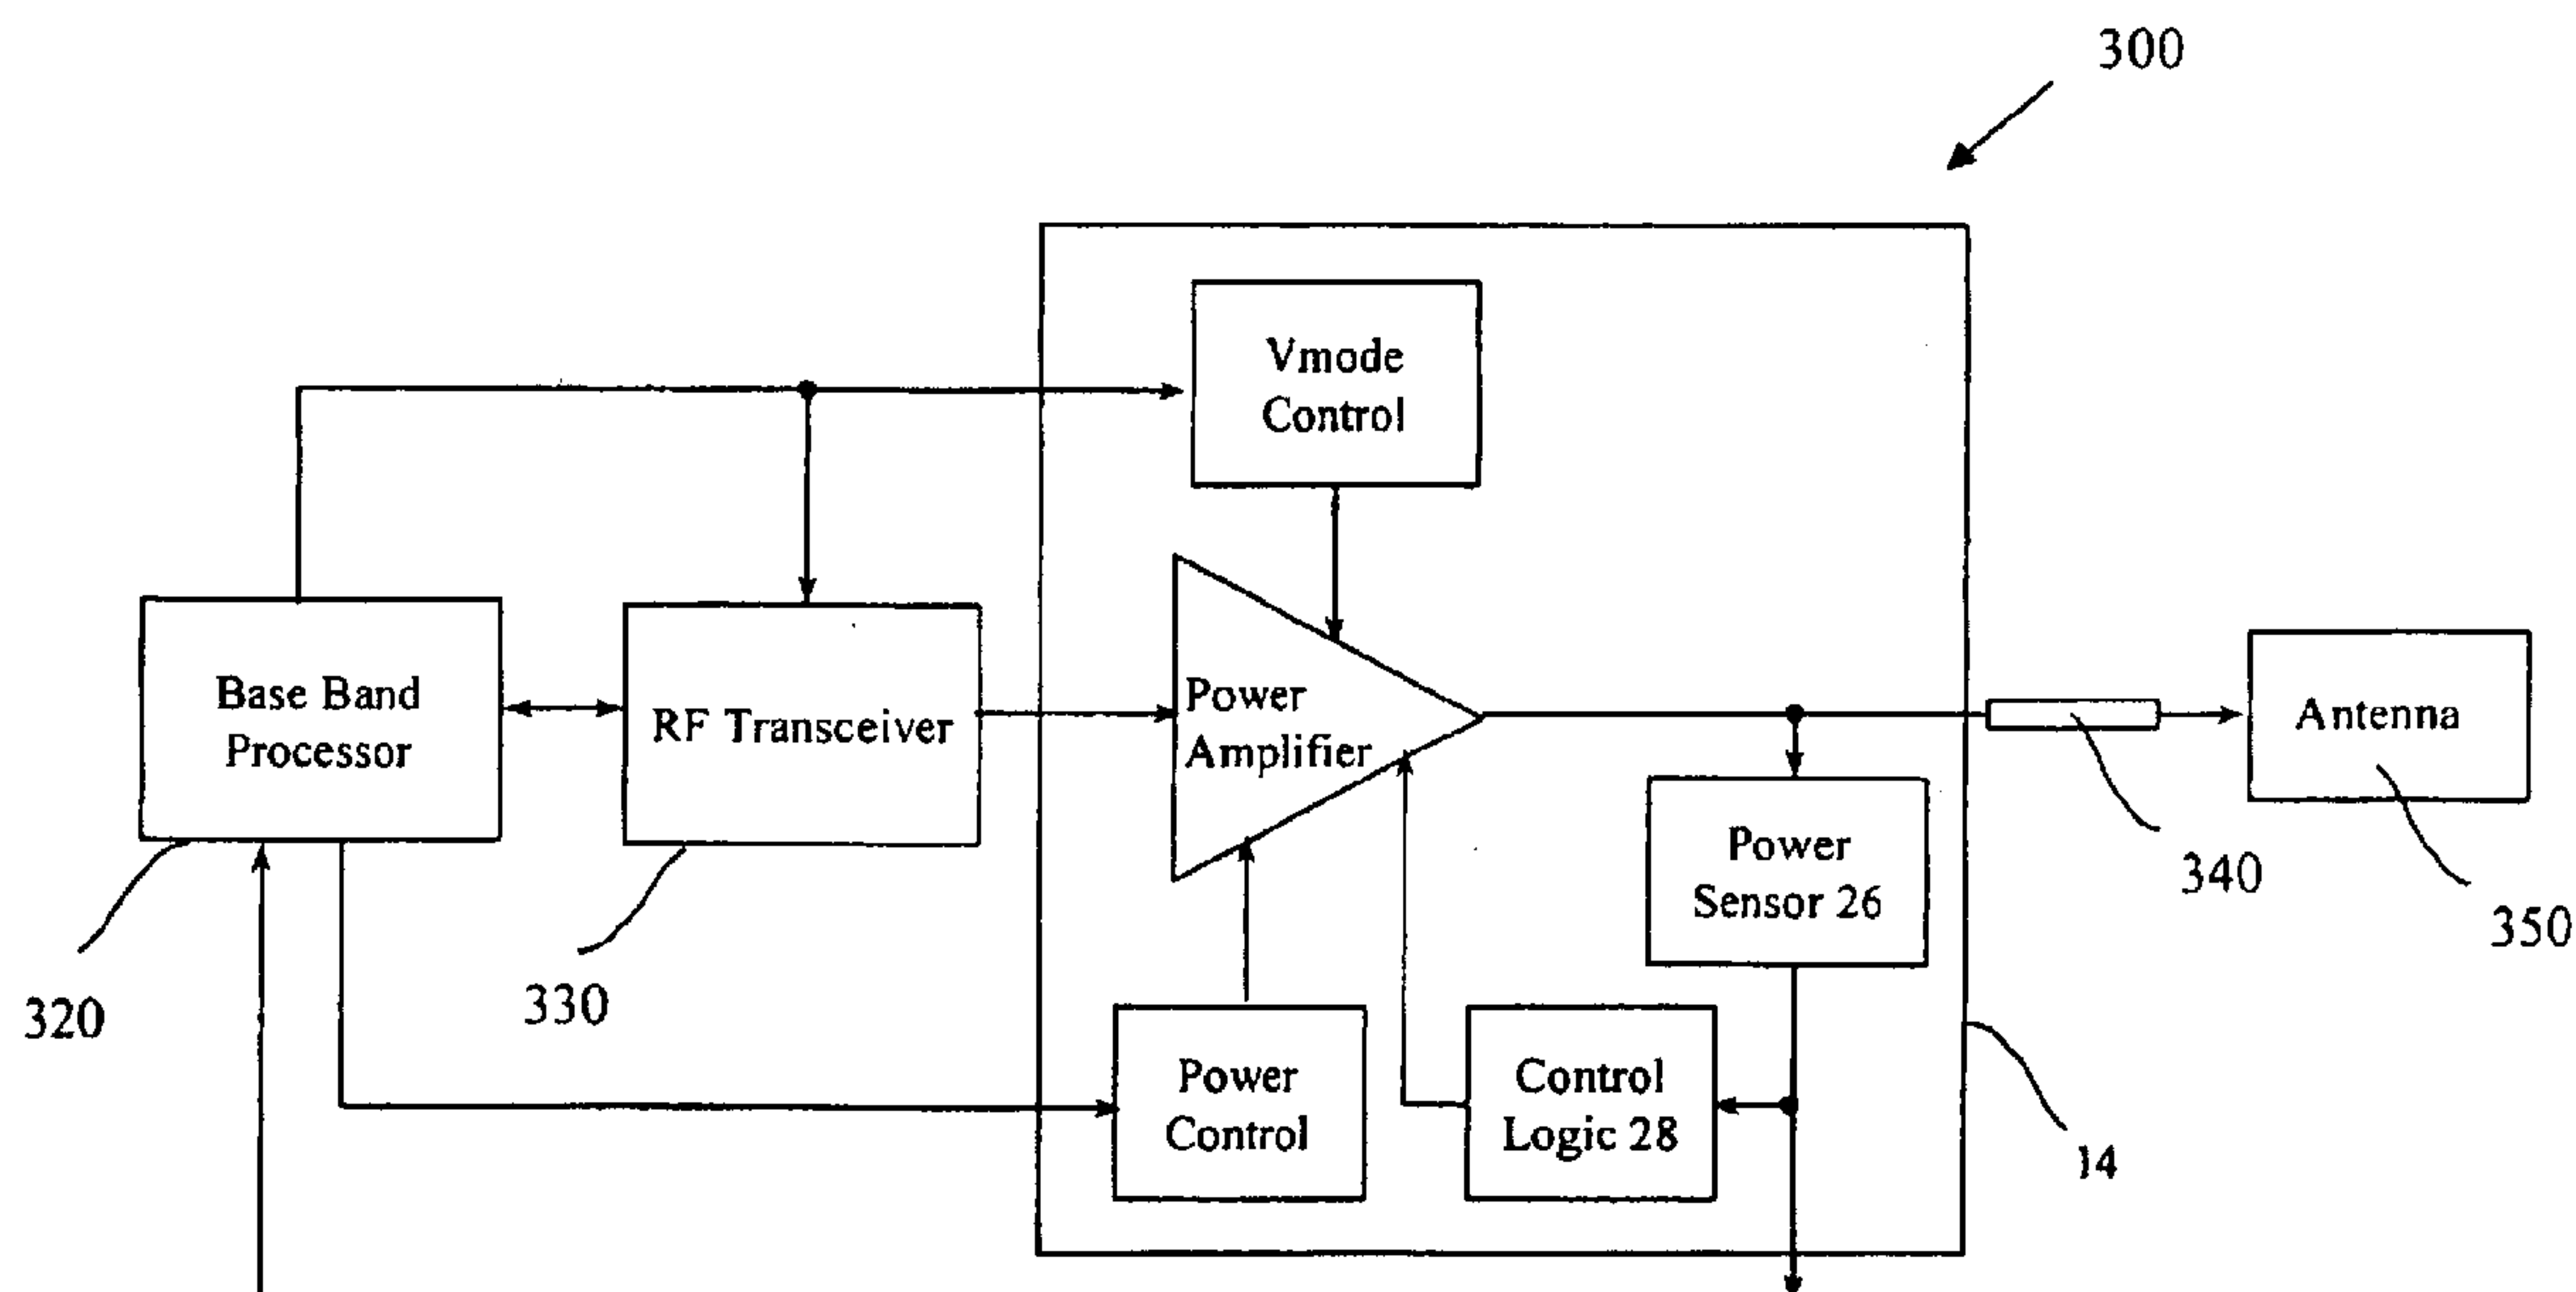 300
Vmode
Control
Base Band
Processor
RF Transceiver
Power
Amplifier
Antenna
Power
Sensor 26
340
350
320
330
Power
Control
Control
Logic 28
14